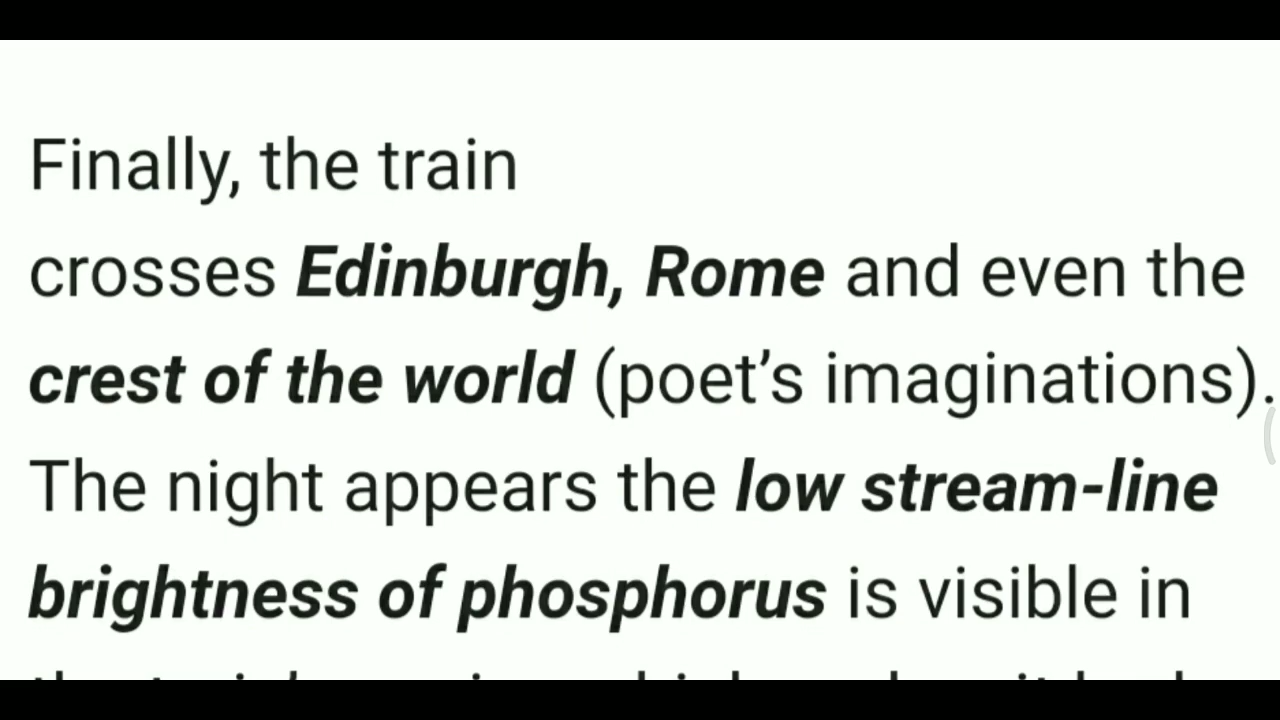 Finally, the train
crosses Edinburgh, Rome and even the
crest of the world (poet’s imaginations).
The night appears the low stream-line
brightness of phosphorus is visible in